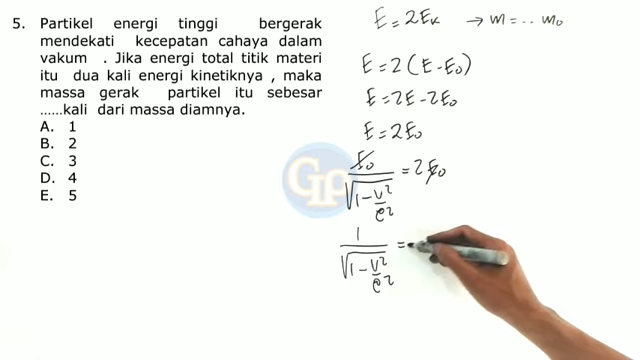 5. Partikel energi tinggi bergerak
mendekati kecepatan cahaya dalam
vakum . Jika energi total titik materi
itu dua kali energi kinetiknya , maka
massa gerak partikel itu sebesar
......kali dari massa diamnya.
A. 1
B. 2
C. 3
D. 4
E. 5
E = 2Ek → m = .. m₀
E = 2 (E - E₀)
E = 2E - 2E₀
E = 2E₀
E₀/√(1 - v²/c²) = 2E₀
1/√(1 - v²/c²) =
GIP